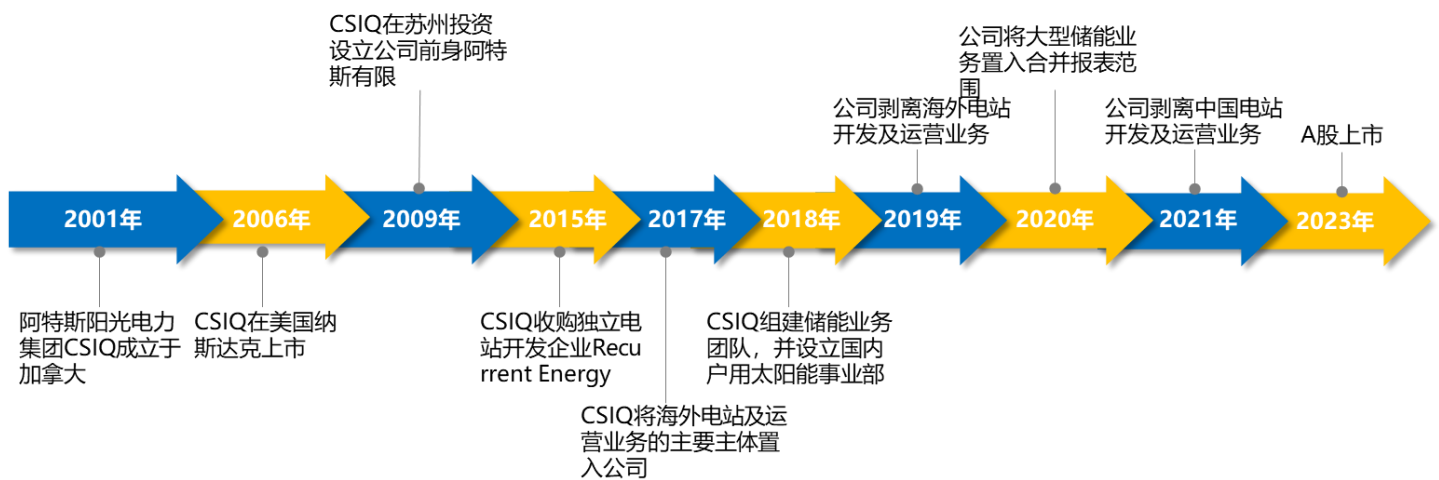 CSIQ在苏州投资
设立公司前身阿特
斯有限
公司将大型储能业
务置入合并报表范
围
公司剥离海外电站
开发及运营业务
公司剥离中国电站
开发及运营业务
A股上市
2001年
2006年
2009年
2015年
2017年
2018年
2019年
2020年
2021年
2023年
阿特斯阳光电力
集团CSIQ成立于
加拿大
CSIQ在美国纳
斯达克上市
CSIQ收购独立电
站开发企业Recu
rrent Energy
CSIQ组建储能业务
团队，并设立国内
户用太阳能事业部
CSIQ将海外电站及运
营业务的主要主体置
入公司